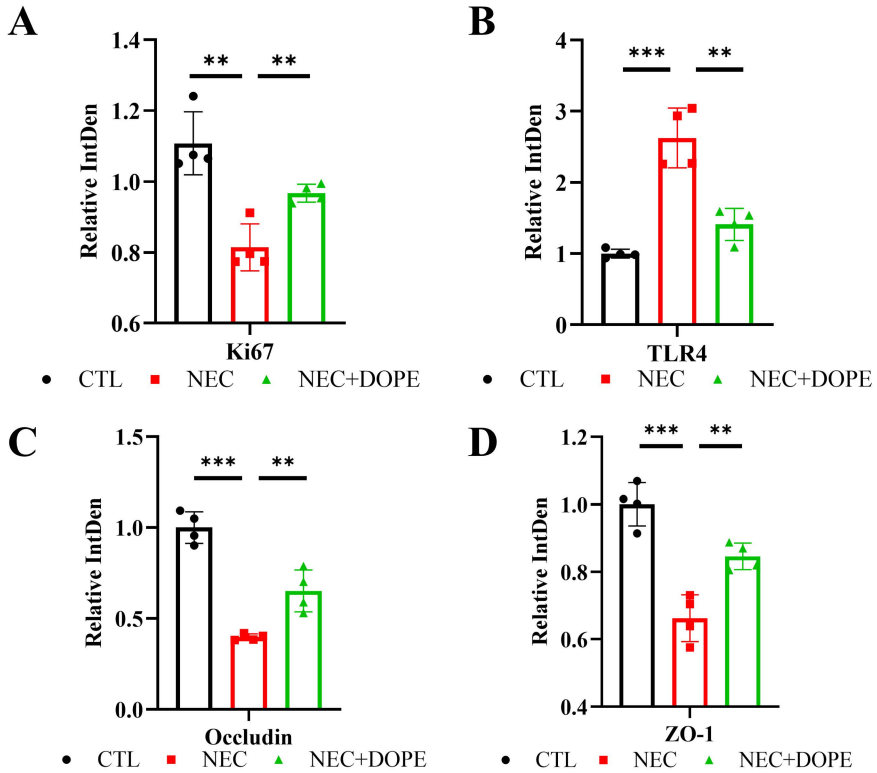 A
Relative IntDen
1.4
1.2
1.0
0.8
0.6
** **
Ki67
CTL NEC NEC+DOPE
B
Relative IntDen
4
3
2
1
0
*** **
TLR4
CTL NEC NEC+DOPE
C
Relative IntDen
1.5
1.0
0.5
0.0
*** **
Occludin
CTL NEC NEC+DOPE
D
Relative IntDen
1.2
1.0
0.8
0.6
0.4
*** **
ZO-1
CTL NEC NEC+DOPE